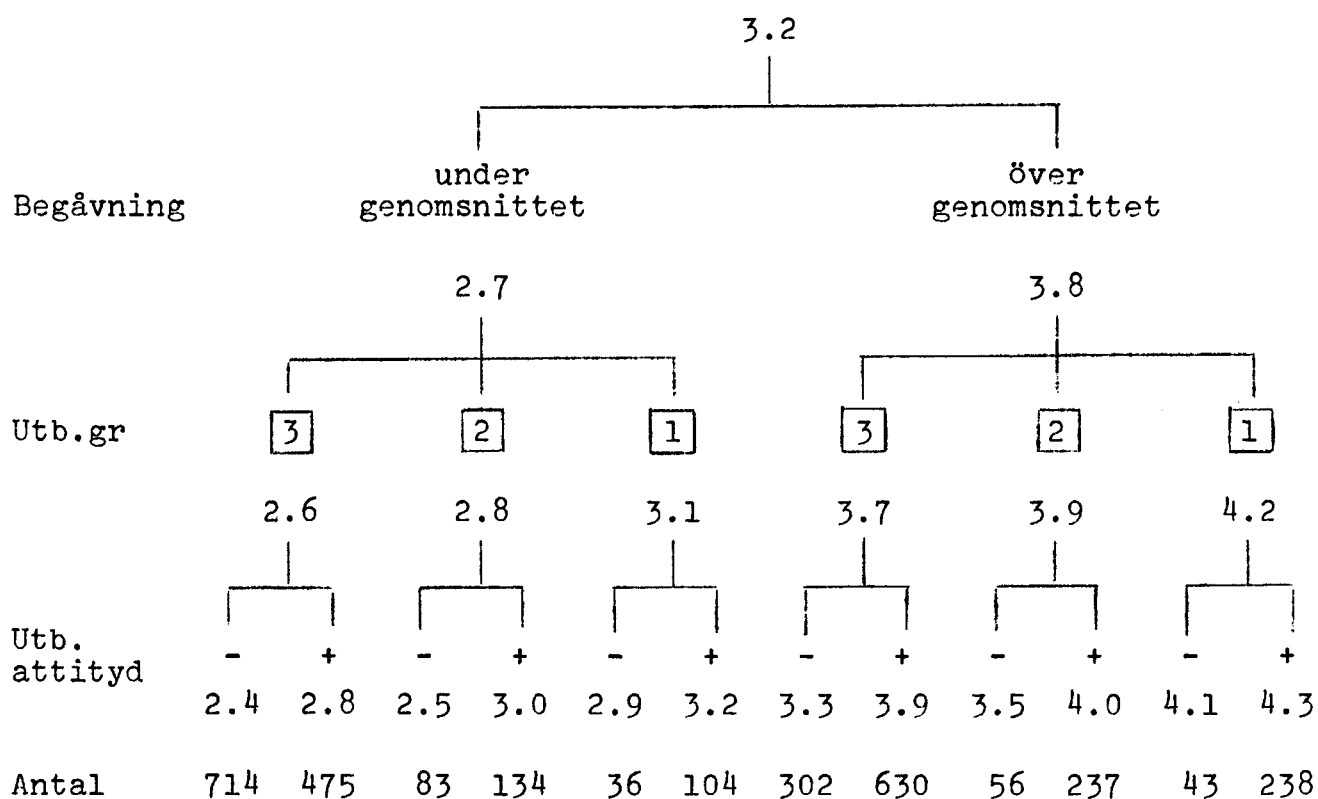 3.2
under över
Begåvning genomsnittet genomsnittet
2.7 3.8
Utb.gr 3 2 1 3 2 1
2.6 2.8 3.1 3.7 3.9 4.2
Utb.
attityd - + - + - + - + - + - +
2.4 2.8 2.5 3.0 2.9 3.2 3.3 3.9 3.5 4.0 4.1 4.3
Antal 714 475 83 134 36 104 302 630 56 237 43 238